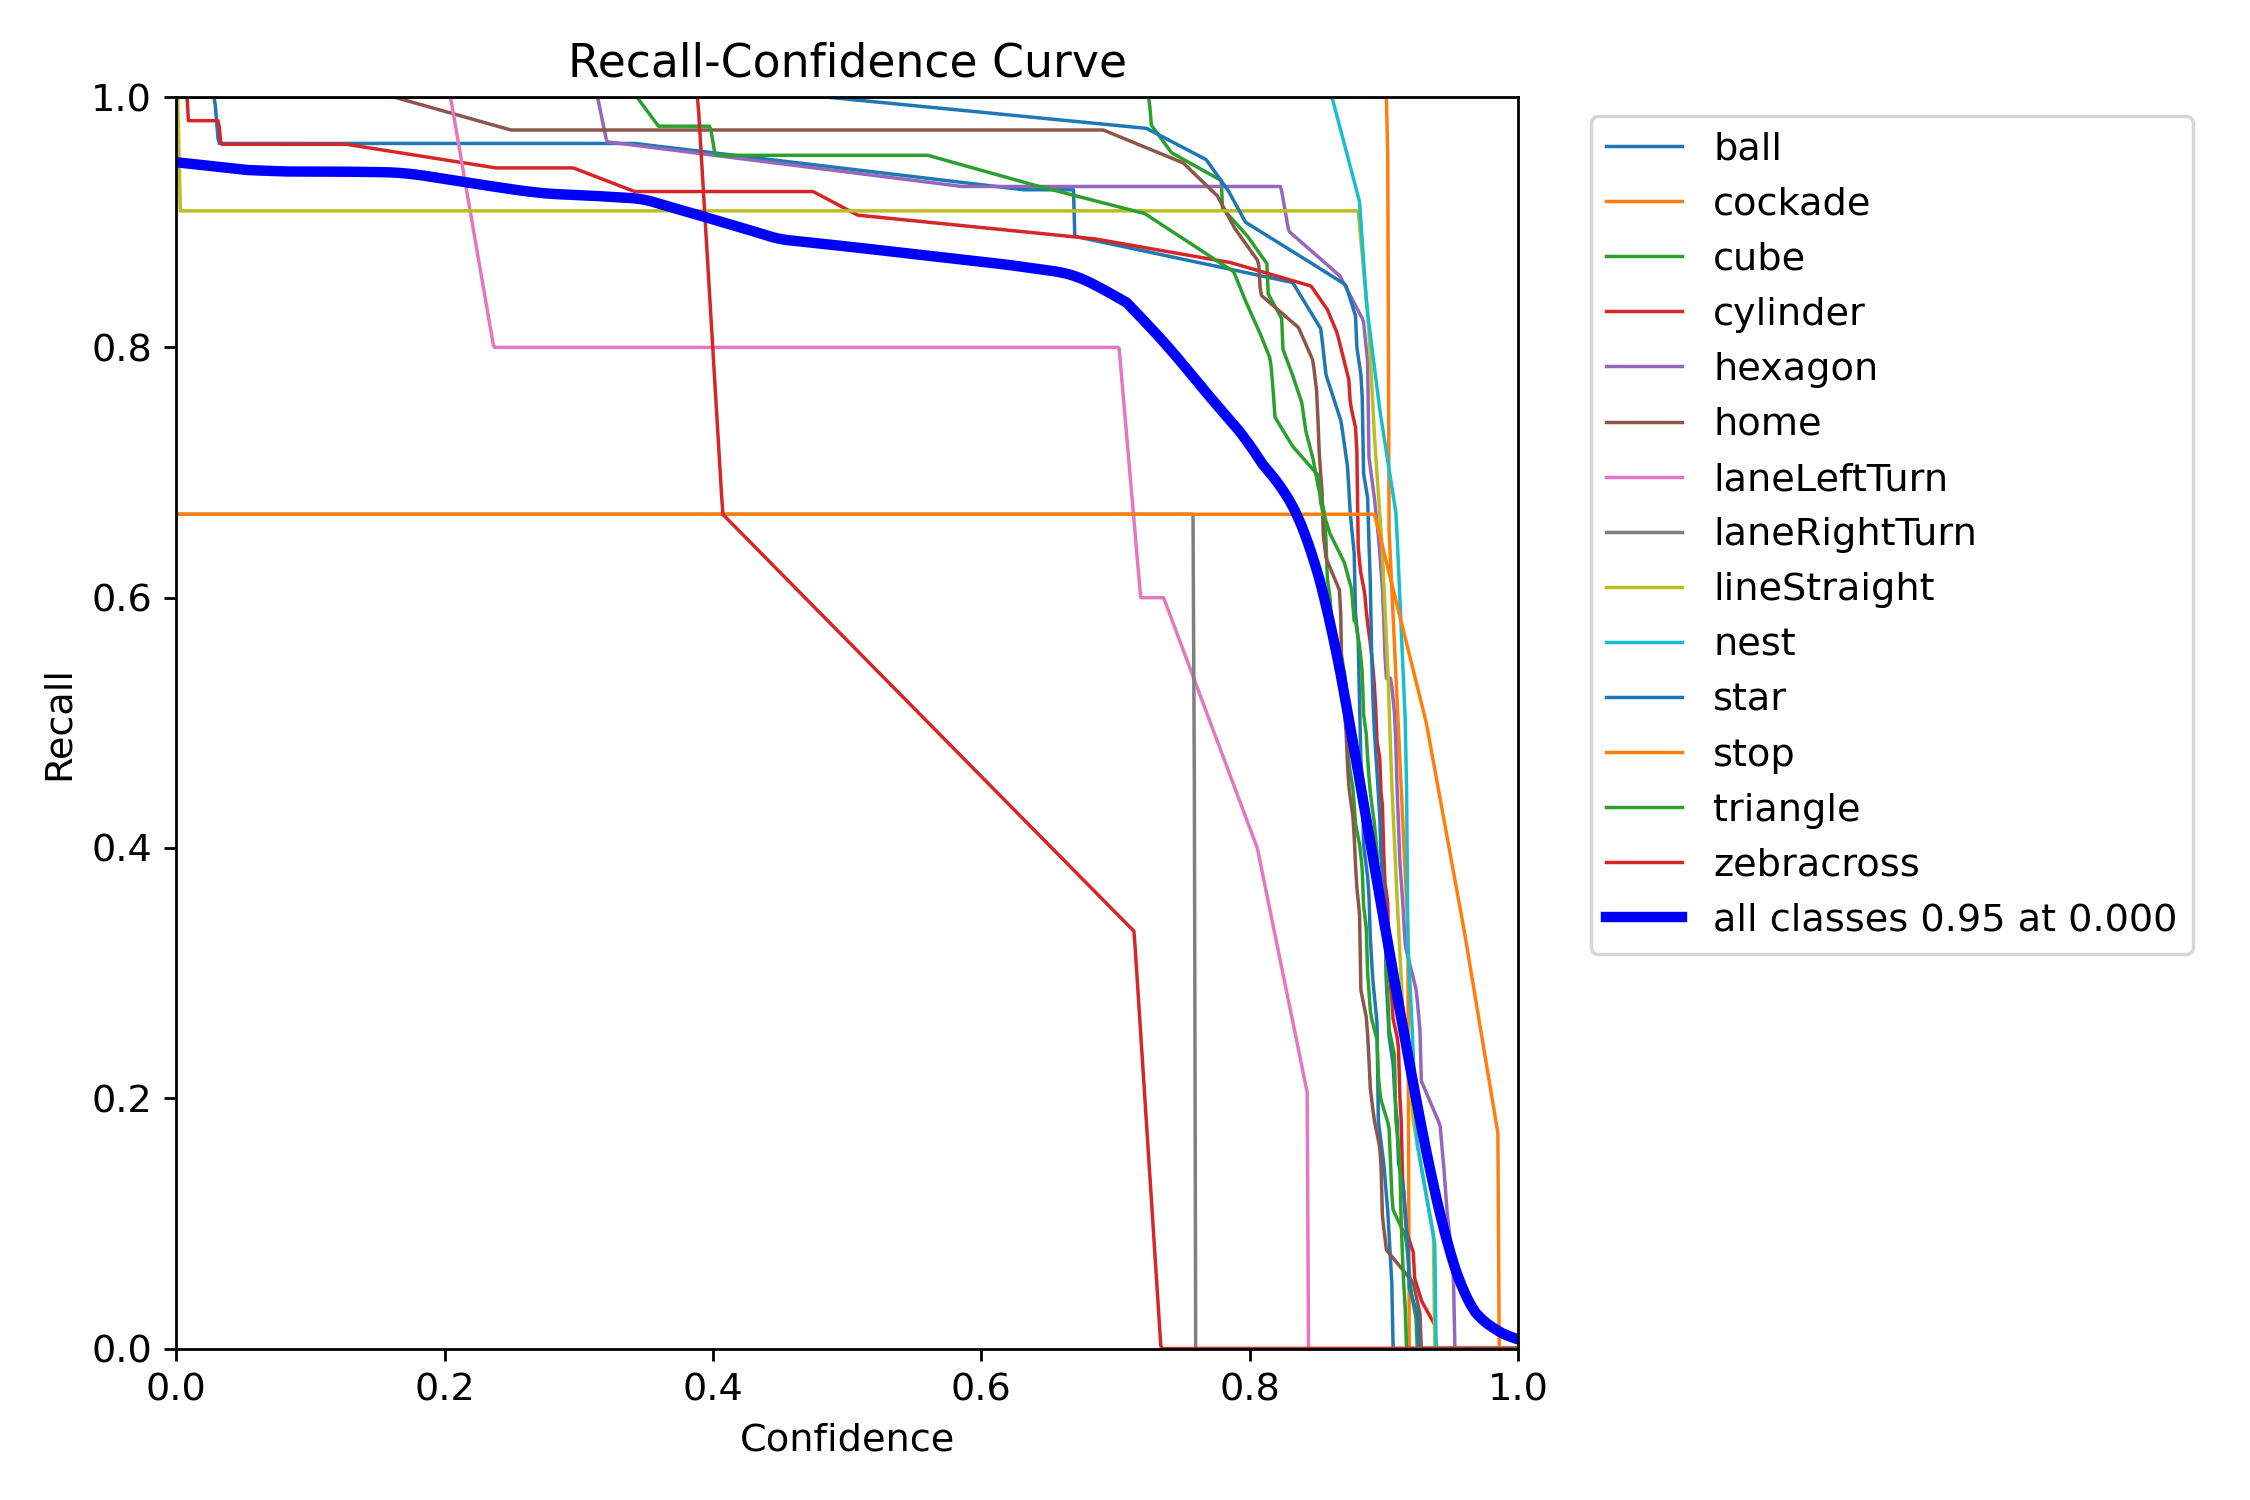 Recall-Confidence Curve
1.0
0.8
0.6
0.4
0.2
0.0
Recall
0.0 0.2 0.4 0.6 0.8 1.0
Confidence
ball
cockade
cube
cylinder
hexagon
home
laneLeftTurn
laneRightTurn
lineStraight
nest
star
stop
triangle
zebracross
all classes 0.95 at 0.000